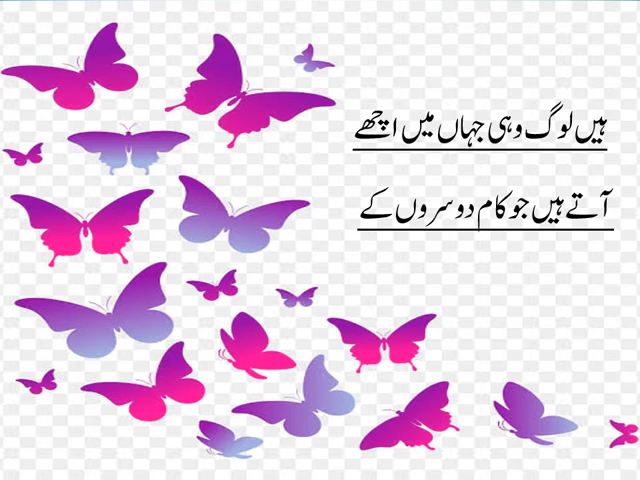 ہیں لوگ وہی جہاں میں اچھے
آتے ہیں جو کام دوسروں کے